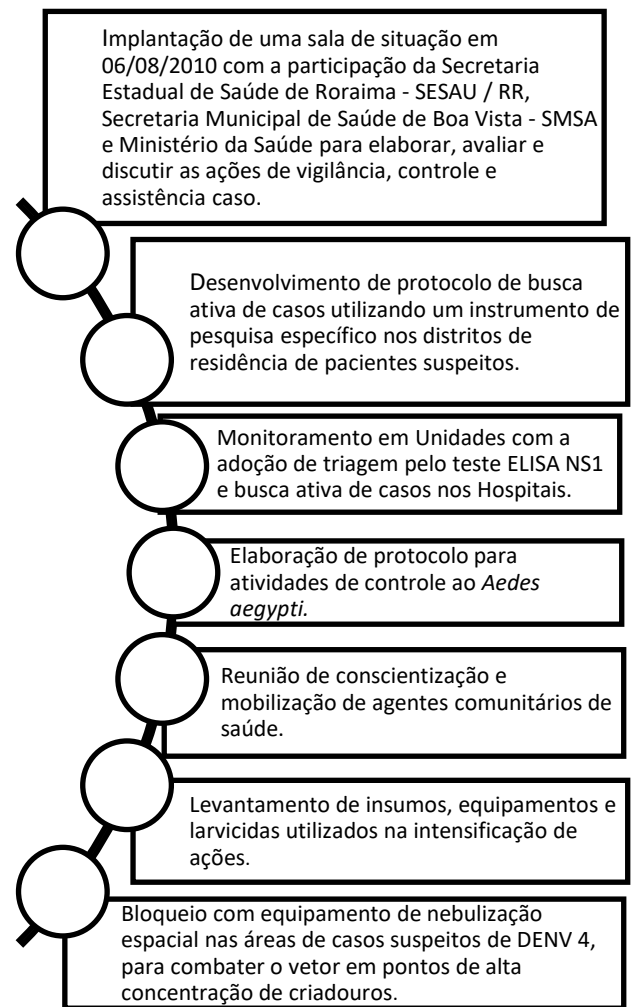 Implantação de uma sala de situação em
06/08/2010 com a participação da Secretaria
Estadual de Saúde de Roraima - SESAU / RR,
Secretaria Municipal de Saúde de Boa Vista - SMSA
e Ministério da Saúde para elaborar, avaliar e
discutir as ações de vigilância, controle e
assistência caso.
Desenvolvimento de protocolo de busca
ativa de casos utilizando um instrumento de
pesquisa específico nos distritos de
residência de pacientes suspeitos.
Monitoramento em Unidades com a
adoção de triagem pelo teste ELISA NS1
e busca ativa de casos nos Hospitais.
Elaboração de protocolo para
atividades de controle ao Aedes
aegypti.
Reunião de conscientização e
mobilização de agentes comunitários de
saúde.
Levantamento de insumos, equipamentos e
larvicidas utilizados na intensificação de
ações.
Bloqueio com equipamento de nebulização
espacial nas áreas de casos suspeitos de DENV 4,
para combater o vetor em pontos de alta
concentração de criadouros.